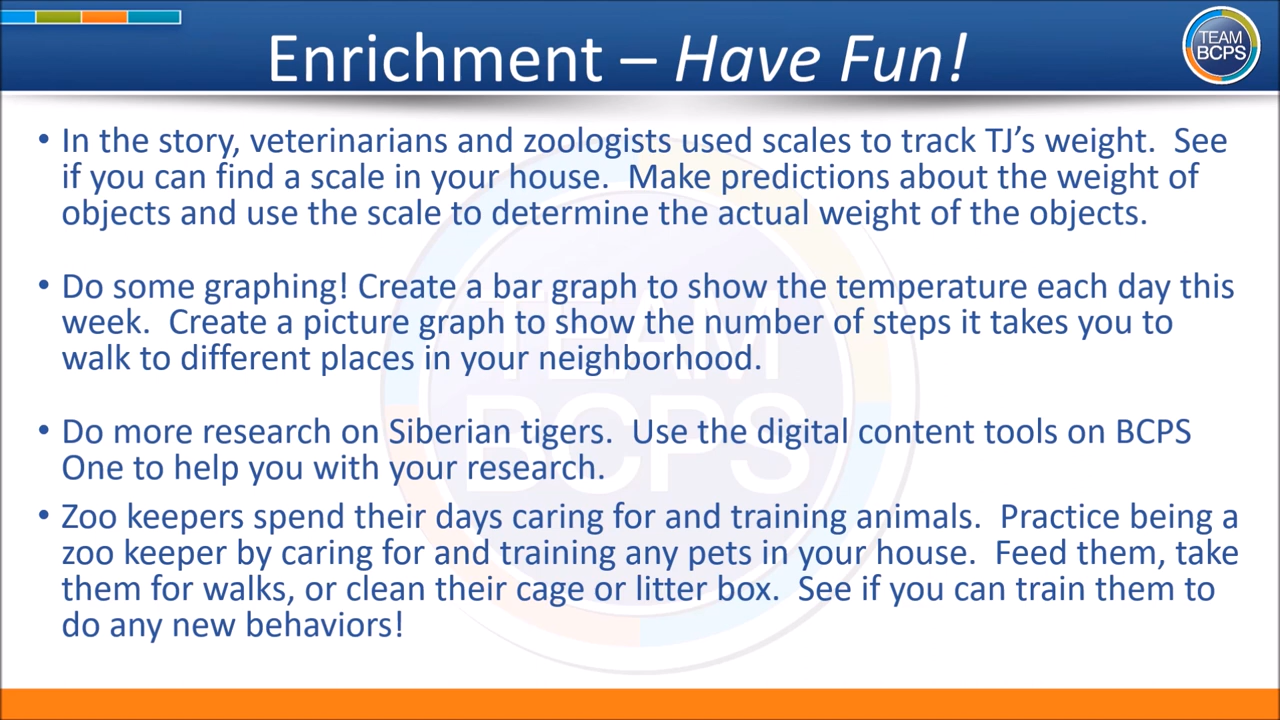 Enrichment – Have Fun!
TEAM
BCPS
• In the story, veterinarians and zoologists used scales to track TJ’s weight.  See
if you can find a scale in your house.  Make predictions about the weight of
objects and use the scale to determine the actual weight of the objects.
• Do some graphing! Create a bar graph to show the temperature each day this
week.  Create a picture graph to show the number of steps it takes you to
walk to different places in your neighborhood.
• Do more research on Siberian tigers.  Use the digital content tools on BCPS
One to help you with your research.
• Zoo keepers spend their days caring for and training animals.  Practice being a
zoo keeper by caring for and training any pets in your house.  Feed them, take
them for walks, or clean their cage or litter box.  See if you can train them to
do any new behaviors!
TEAM
BCPS